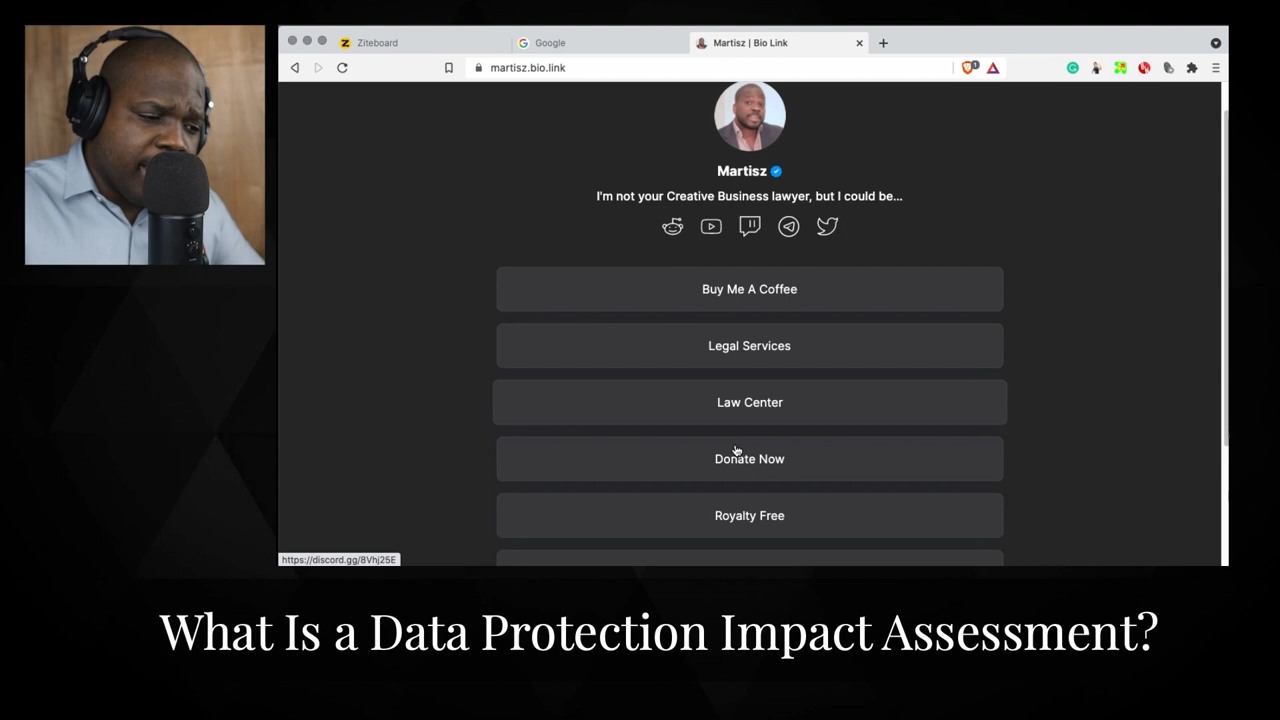 Ziteboard
Google
Martisz | Bio Link
martisz.bio.link
Martisz
I'm not your Creative Business lawyer, but I could be...
Buy Me A Coffee
Legal Services
Law Center
Donate Now
Royalty Free
https://discord.gg/8Vhj25E
What Is a Data Protection Impact Assessment?